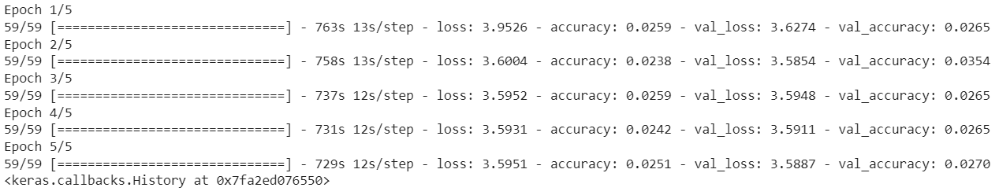 Epoch 1/5
59/59 [==============================] - 763s 13s/step - loss: 3.9526 - accuracy: 0.0259 - val_loss: 3.6274 - val_accuracy: 0.0265
Epoch 2/5
59/59 [==============================] - 758s 13s/step - loss: 3.6004 - accuracy: 0.0238 - val_loss: 3.5854 - val_accuracy: 0.0354
Epoch 3/5
59/59 [==============================] - 737s 12s/step - loss: 3.5952 - accuracy: 0.0259 - val_loss: 3.5948 - val_accuracy: 0.0265
Epoch 4/5
59/59 [==============================] - 731s 12s/step - loss: 3.5931 - accuracy: 0.0242 - val_loss: 3.5911 - val_accuracy: 0.0265
Epoch 5/5
59/59 [==============================] - 729s 12s/step - loss: 3.5951 - accuracy: 0.0251 - val_loss: 3.5887 - val_accuracy: 0.0270
<keras.callbacks.History at 0x7fa2ed076550>